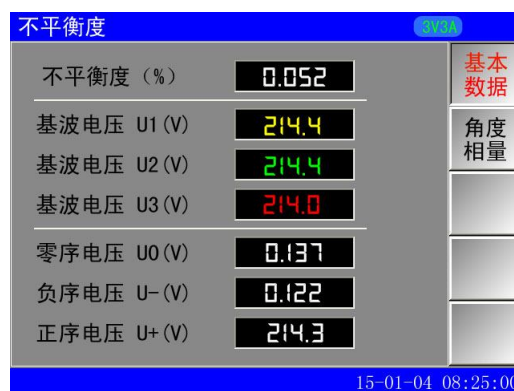 不平衡度 3V3A
不平衡度（%） 0.052
基波电压 U1(V) 214.4
基波电压 U2(V) 214.4
基波电压 U3(V) 214.0
零序电压 U0(V) 0.137
负序电压 U-(V) 0.122
正序电压 U+(V) 214.3
基本
数据
角度
相量
15-01-04 08:25:00